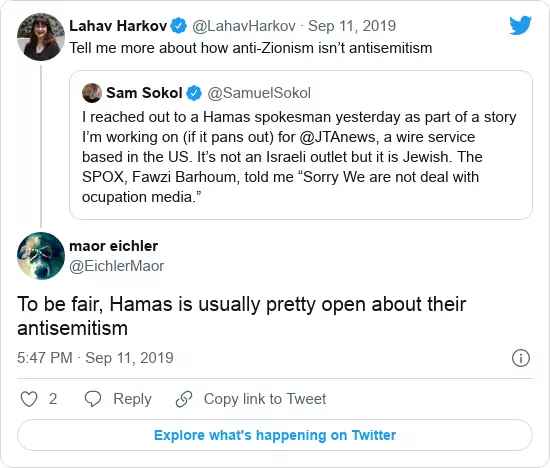 Lahav Harkov @LahavHarkov · Sep 11, 2019
Tell me more about how anti-Zionism isn’t antisemitism
Sam Sokol @SamuelSokol
I reached out to a Hamas spokesman yesterday as part of a story
I’m working on (if it pans out) for @JTAnews, a wire service
based in the US. It’s not an Israeli outlet but it is Jewish. The
SPOX, Fawzi Barhoum, told me “Sorry We are not deal with
ocupation media.”
maor eichler
@EichlerMaor
To be fair, Hamas is usually pretty open about their
antisemitism
5:47 PM · Sep 11, 2019
2 Reply Copy link to Tweet
Explore what's happening on Twitter